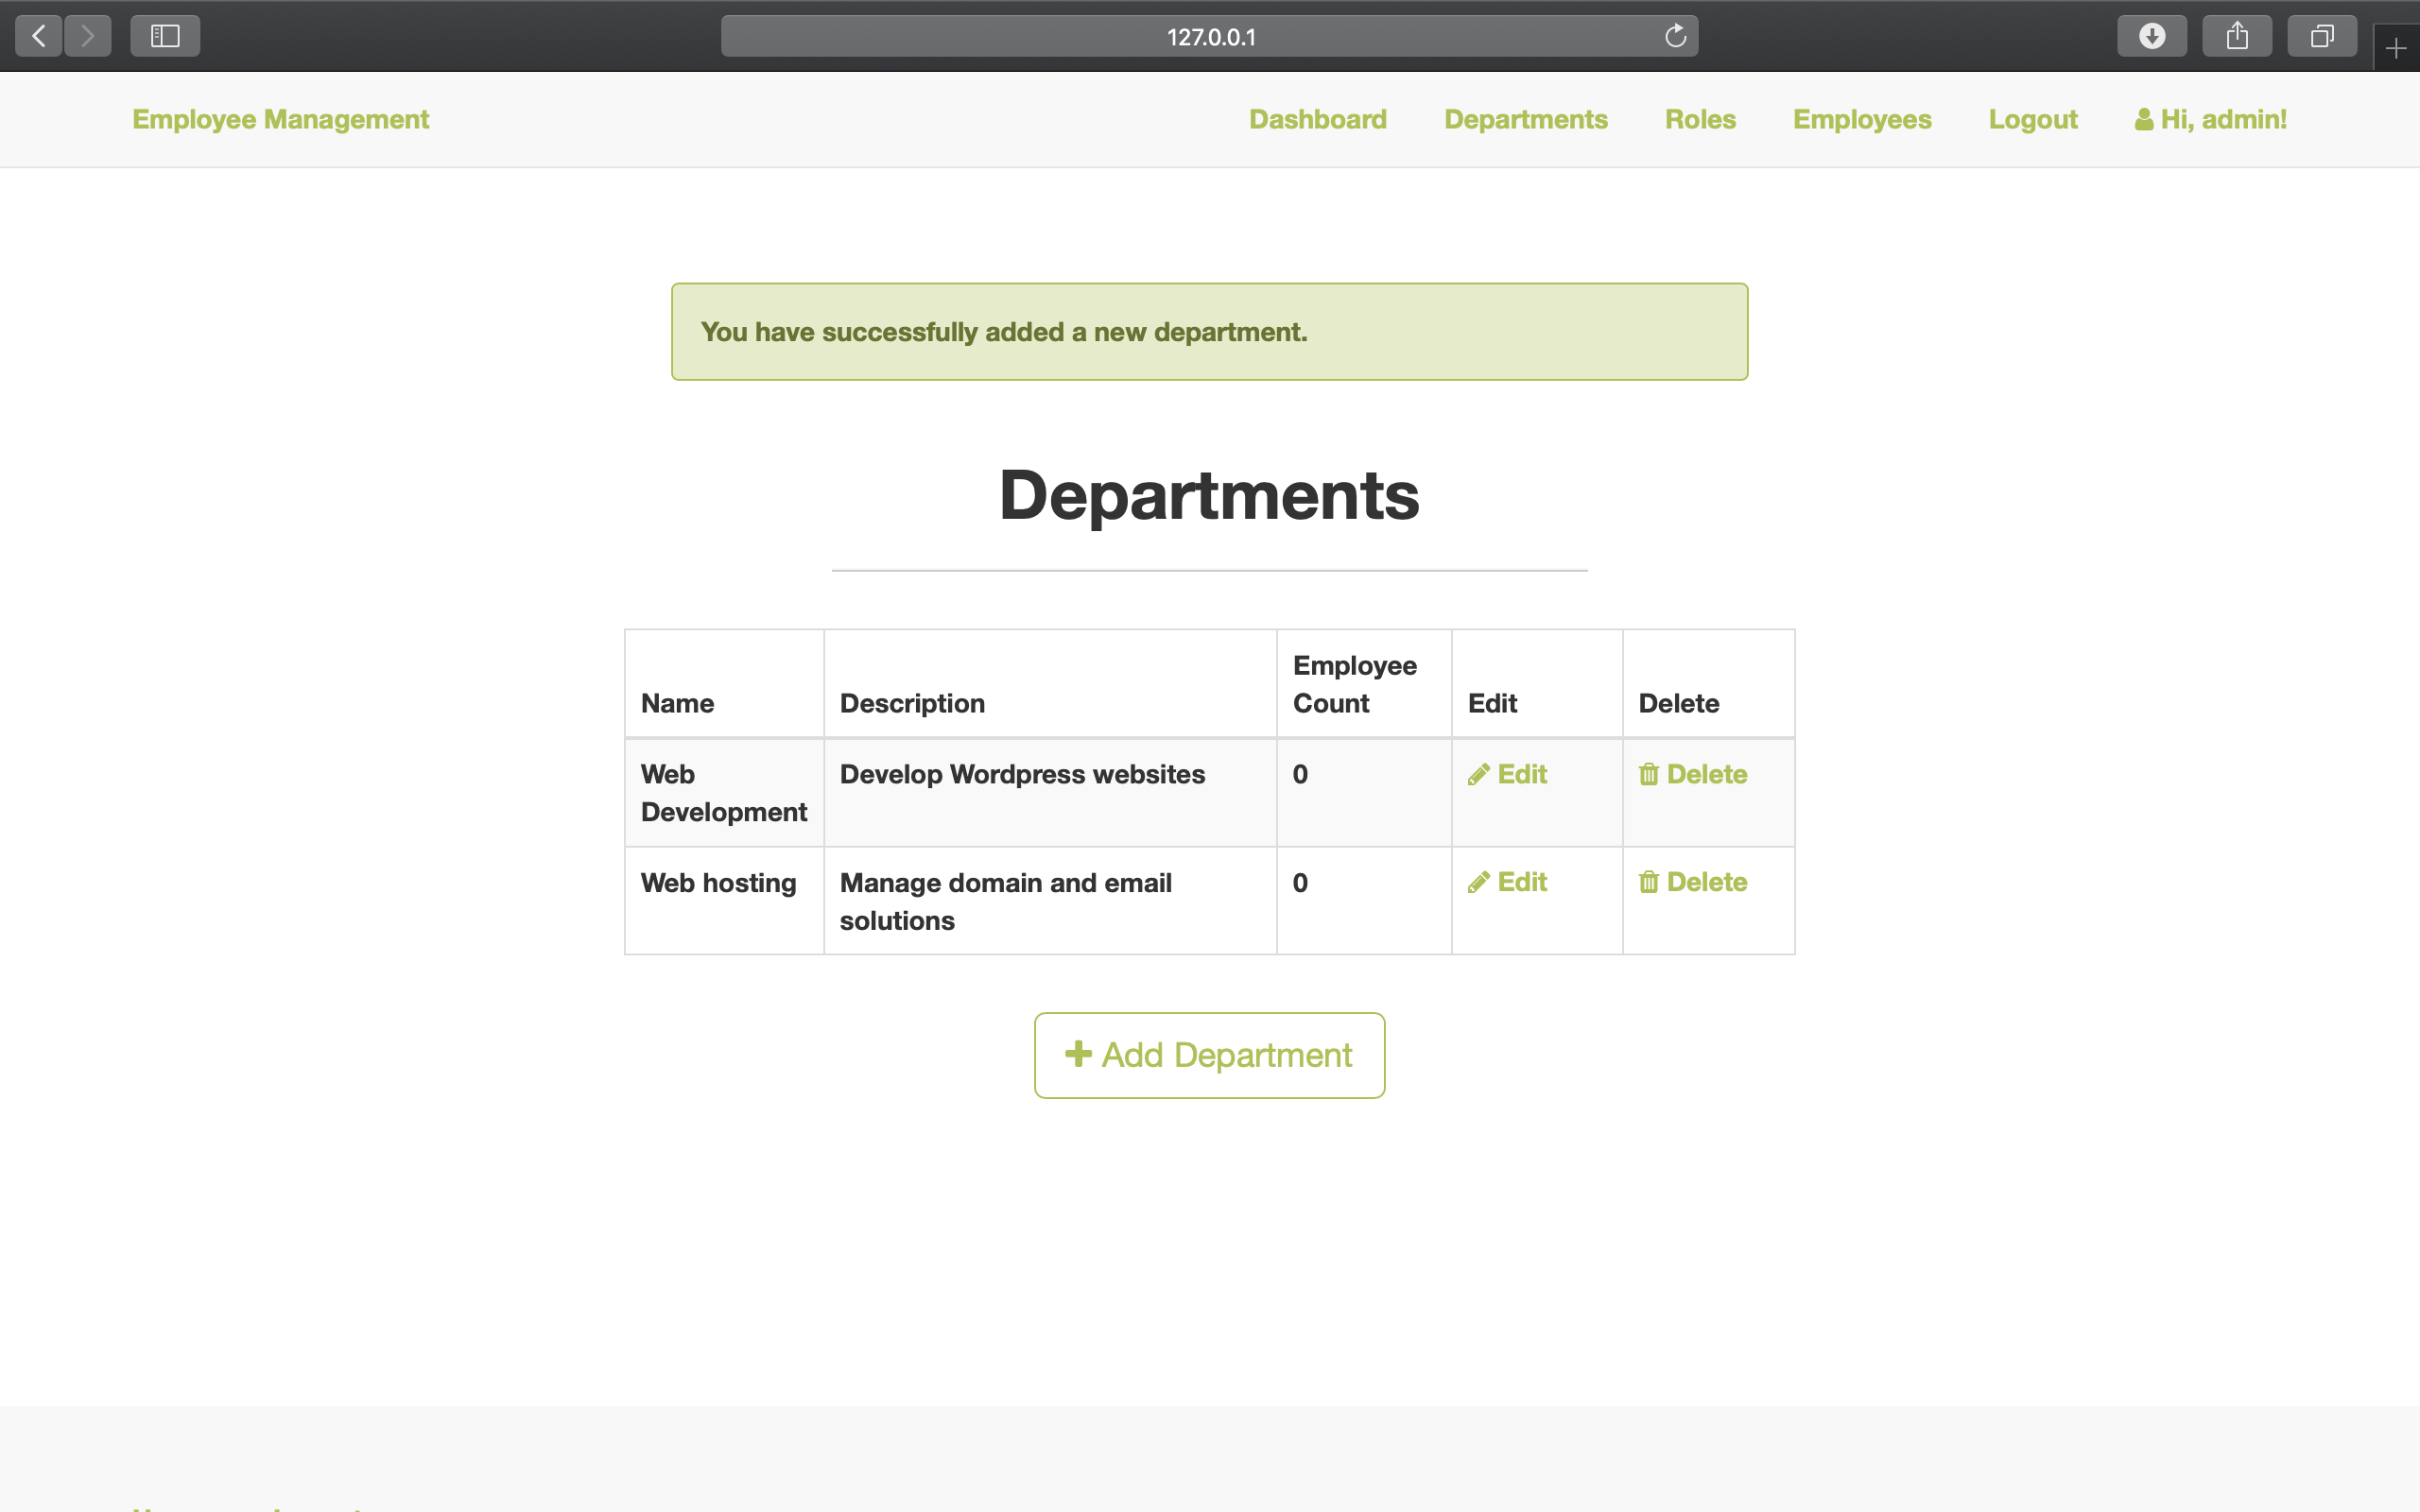 127.0.0.1
Employee Management
Dashboard Departments Roles Employees Logout Hi, admin!
You have successfully added a new department.
Departments
Name Description Employee Count Edit Delete
Web Development Develop Wordpress websites 0 Edit Delete
Web hosting Manage domain and email solutions 0 Edit Delete
Add Department